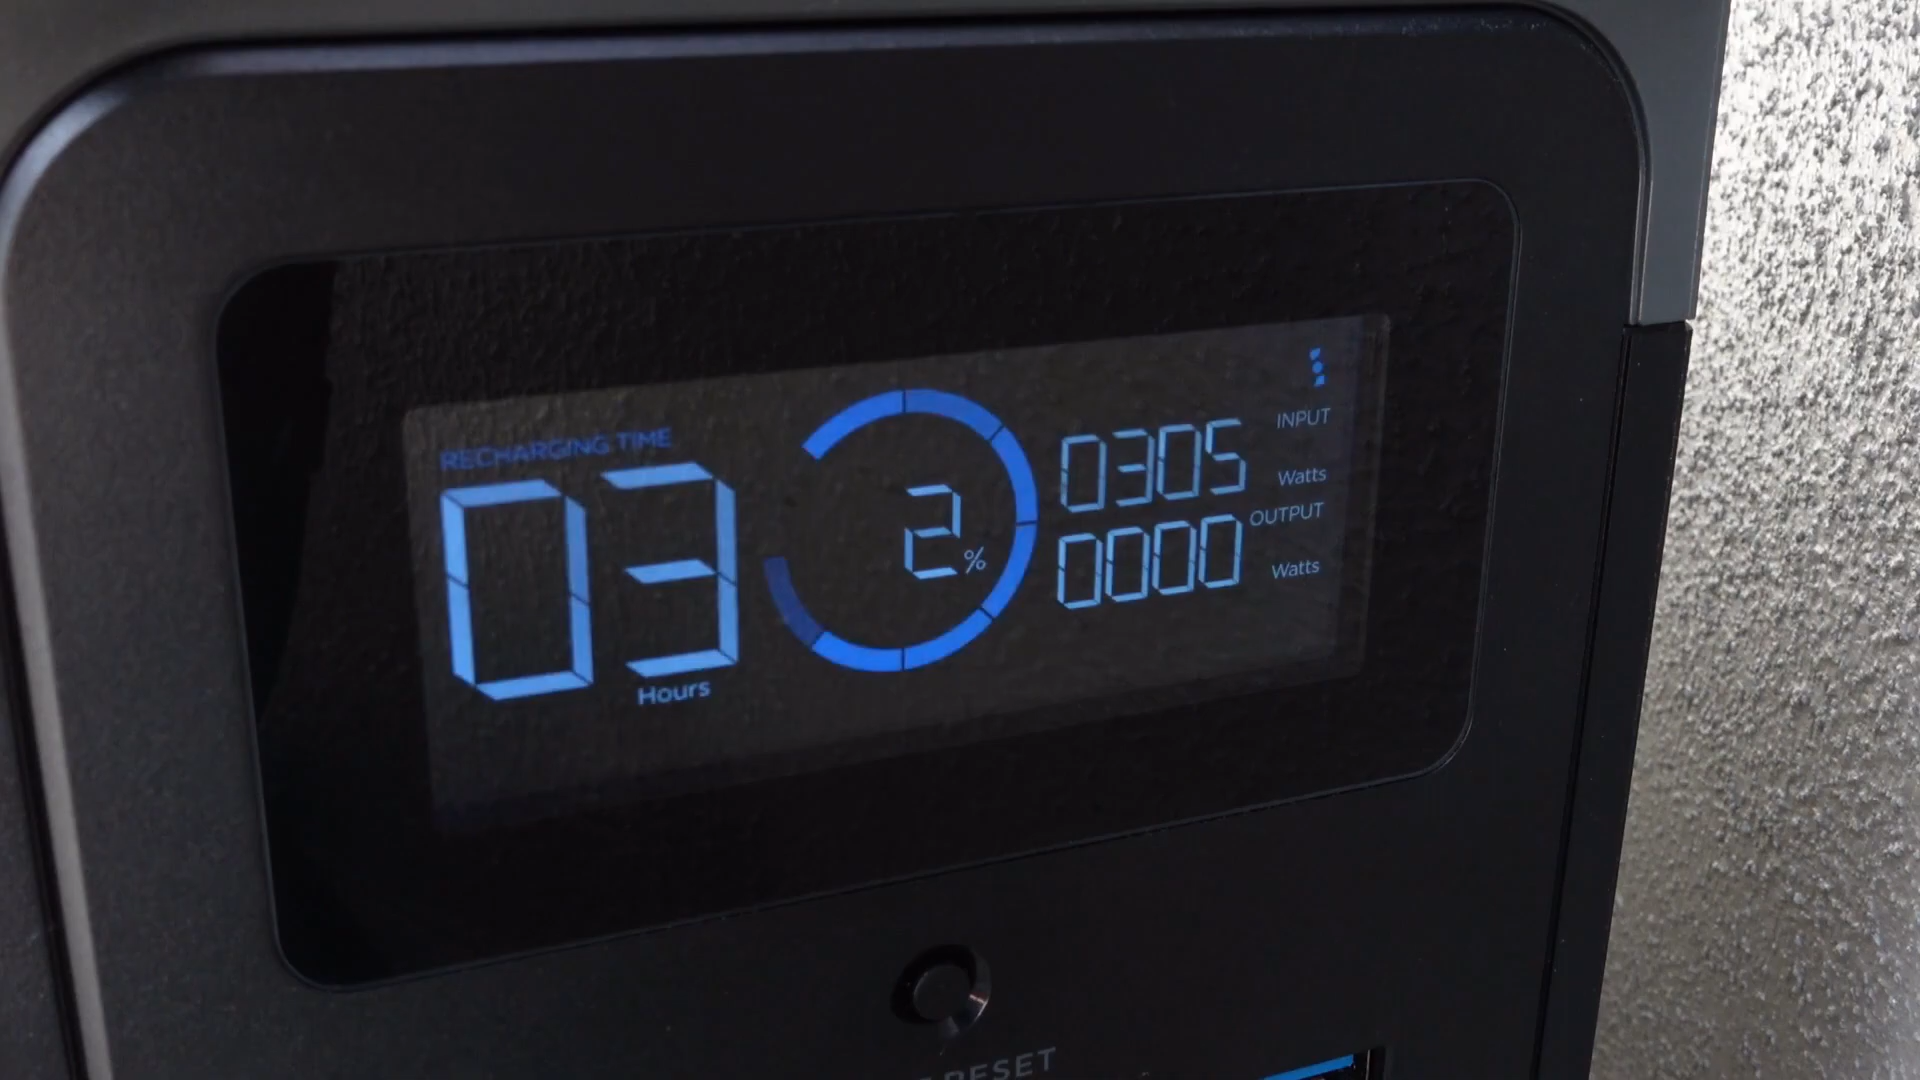 RECHARGING TIME
03
Hours
2%
0305
INPUT
Watts
0000
OUTPUT
Watts
RESET